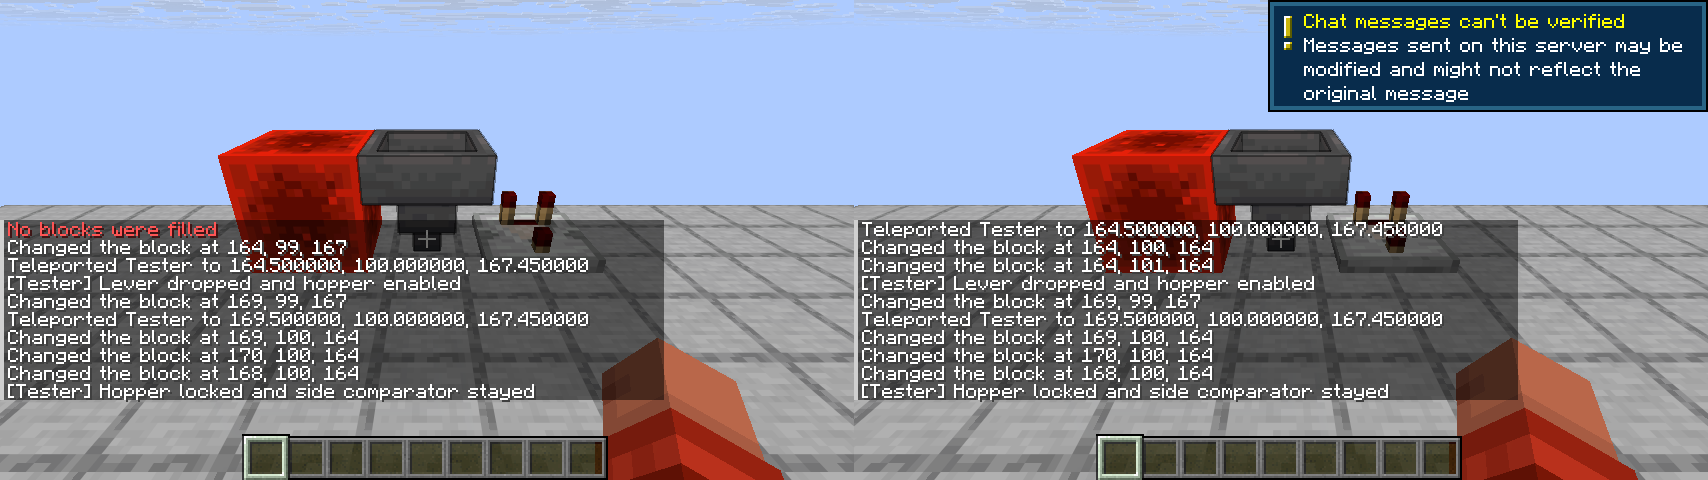 No blocks were filled
Changed the block at 164, 99, 167
Teleported Tester to 164.500000, 100.000000, 167.450000
[Tester] Lever dropped and hopper enabled
Changed the block at 169, 99, 167
Teleported Tester to 169.500000, 100.000000, 167.450000
Changed the block at 169, 100, 164
Changed the block at 170, 100, 164
Changed the block at 168, 100, 164
[Tester] Hopper locked and side comparator stayed
Chat messages can't be verified
Messages sent on this server may be
modified and might not reflect the
original message
Teleported Tester to 164.500000, 100.000000, 167.450000
Changed the block at 164, 100, 164
Changed the block at 164, 101, 164
[Tester] Lever dropped and hopper enabled
Changed the block at 169, 99, 167
Teleported Tester to 169.500000, 100.000000, 167.450000
Changed the block at 169, 100, 164
Changed the block at 170, 100, 164
Changed the block at 168, 100, 164
[Tester] Hopper locked and side comparator stayed